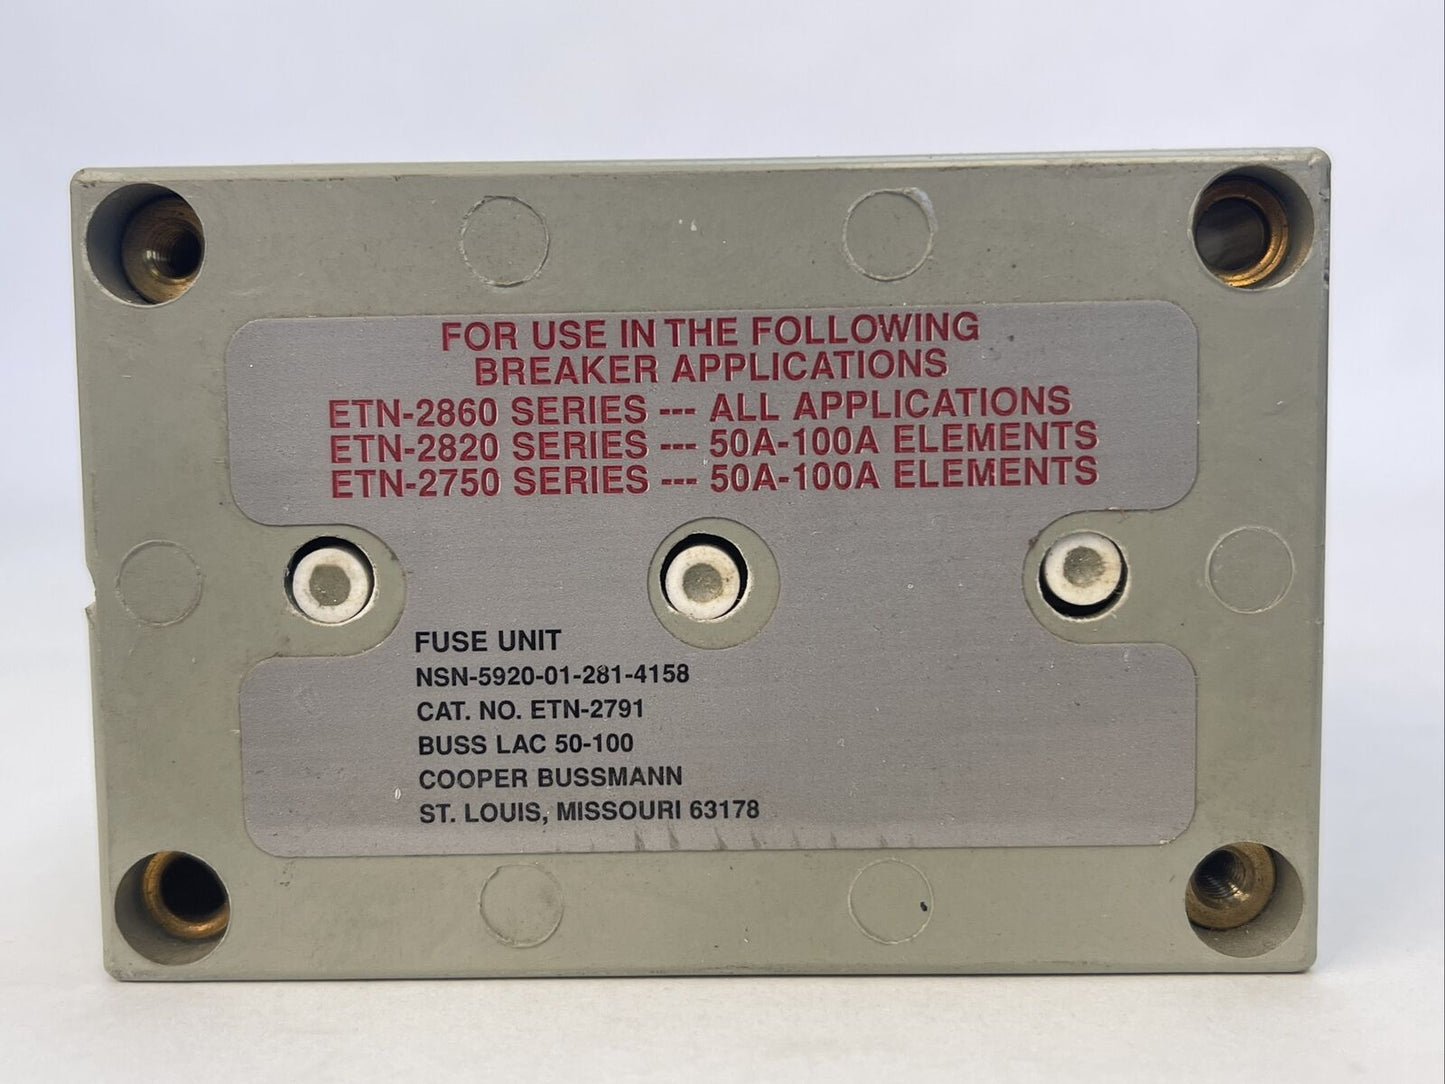 FOR USE IN THE FOLLOWING
BREAKER APPLICATIONS
ETN-2860 SERIES --- ALL APPLICATIONS
ETN-2820 SERIES --- 50A-100A ELEMENTS
ETN-2750 SERIES --- 50A-100A ELEMENTS
FUSE UNIT
NSN-5920-01-281-4158
CAT. NO. ETN-2791
BUSS LAC 50-100
COOPER BUSSMANN
ST. LOUIS, MISSOURI 63178